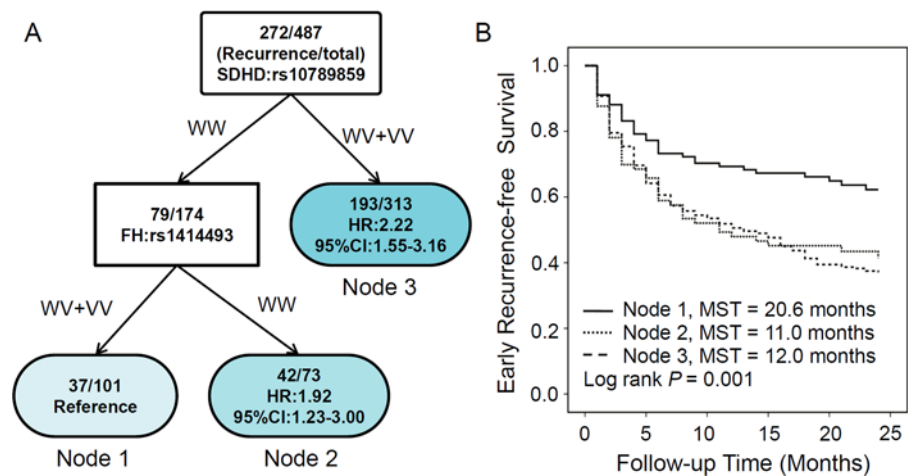 A
272/487
(Recurrence/total)
SDHD:rs10789859
WW
WV+VV
79/174
FH:rs1414493
193/313
HR:2.22
95%CI:1.55-3.16
Node 3
WV+VV
WW
37/101
Reference
42/73
HR:1.92
95%CI:1.23-3.00
Node 1
Node 2
B
Early Recurrence-free Survival
1.0
0.8
0.6
0.4
0.2
0.0
Node 1, MST = 20.6 months
Node 2, MST = 11.0 months
Node 3, MST = 12.0 months
Log rank P = 0.001
0 5 10 15 20 25
Follow-up Time (Months)